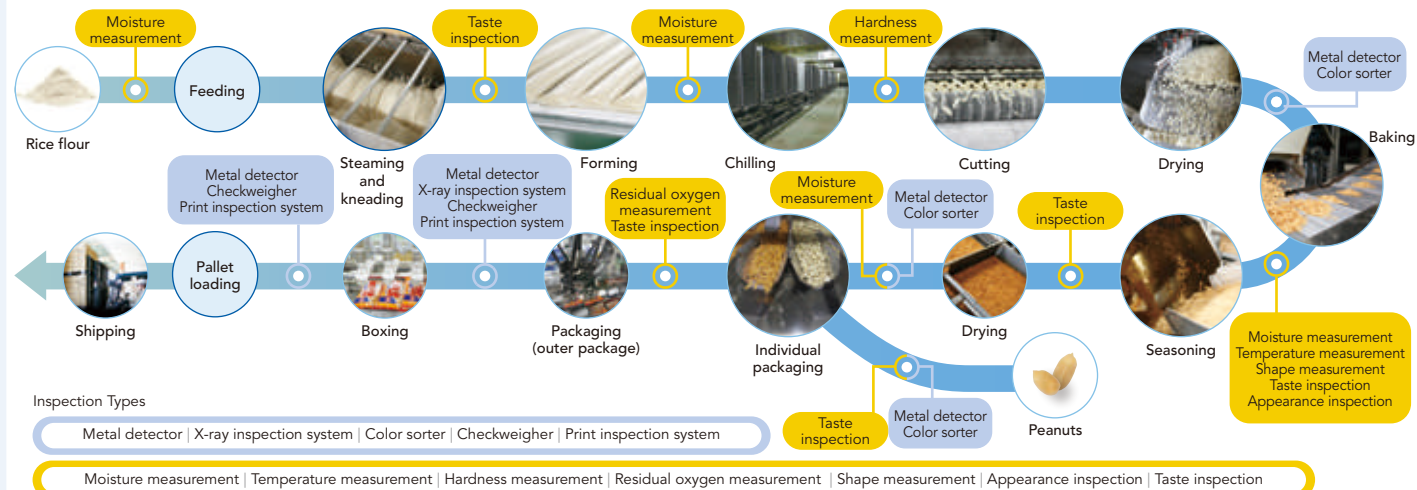 Moisture
measurement
Taste
inspection
Moisture
measurement
Hardness
measurement
Metal detector
Color sorter
Feeding
Rice flour
Steaming
and
kneading
Forming
Chilling
Cutting
Drying
Baking
Metal detector
Checkweigher
Print inspection system
Metal detector
X-ray inspection system
Checkweigher
Print inspection system
Residual oxygen
measurement
Taste inspection
Moisture
measurement
Metal detector
Color sorter
Taste
inspection
Pallet
loading
Shipping
Boxing
Packaging
(outer package)
Individual
packaging
Drying
Seasoning
Moisture measurement
Temperature measurement
Shape measurement
Taste inspection
Appearance inspection
Taste
inspection
Metal detector
Color sorter
Peanuts
Inspection Types
Metal detector | X-ray inspection system | Color sorter | Checkweigher | Print inspection system
Moisture measurement | Temperature measurement | Hardness measurement | Residual oxygen measurement | Shape measurement | Appearance inspection | Taste inspection